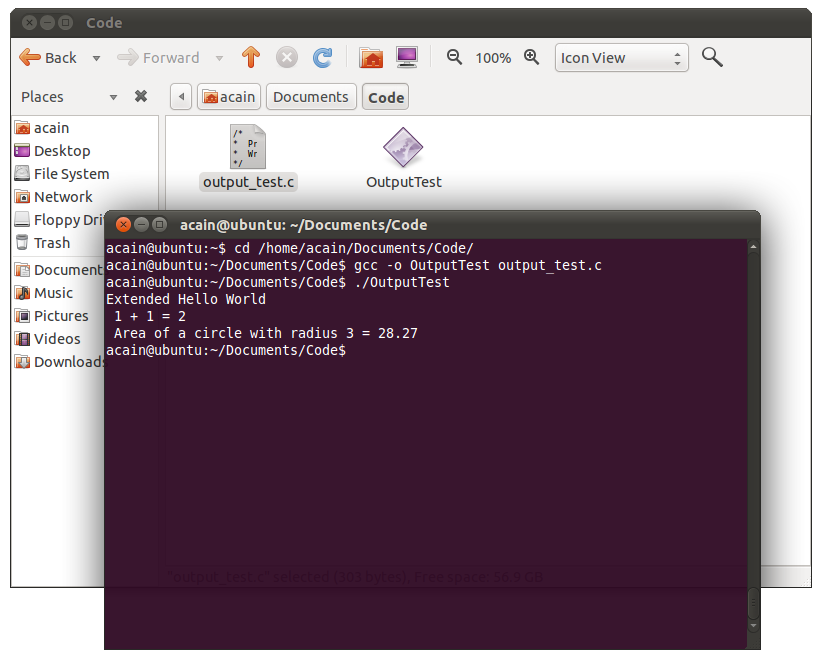 Code
Back Forward 100% Icon View
Places acain Documents Code
acain
Desktop
File System
Network
Floppy Dri
Trash
Document
Music
Pictures
Videos
Downloads
/*
* Pr
* Wr
*/
output_test.c OutputTest
acain@ubuntu: ~/Documents/Code
acain@ubuntu:~$ cd /home/acain/Documents/Code/
acain@ubuntu:~/Documents/Code$ gcc -o OutputTest output_test.c
acain@ubuntu:~/Documents/Code$ ./OutputTest
Extended Hello World
1 + 1 = 2
Area of a circle with radius 3 = 28.27
acain@ubuntu:~/Documents/Code$
"output_test.c" selected (303 bytes), Free space: 56.9 GB